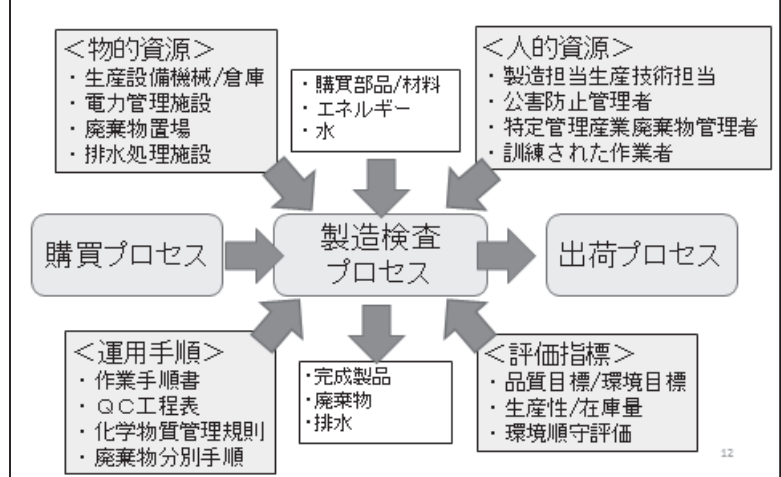 ＜物的資源＞
・生産設備機械/倉庫
・電力管理施設
・廃棄物置場
・排水処理施設
・購買部品/材料
・エネルギー
・水
＜人的資源＞
・製造担当生産技術担当
・公害防止管理者
・特定管理産業廃棄物管理者
・訓練された作業者
購買プロセス
製造検査
プロセス
出荷プロセス
＜運用手順＞
・作業手順書
・ＱＣ工程表
・化学物質管理規則
・廃棄物分別手順
・完成製品
・廃棄物
・排水
＜評価指標＞
・品質目標/環境目標
・生産性/在庫量
・環境順守評価
12